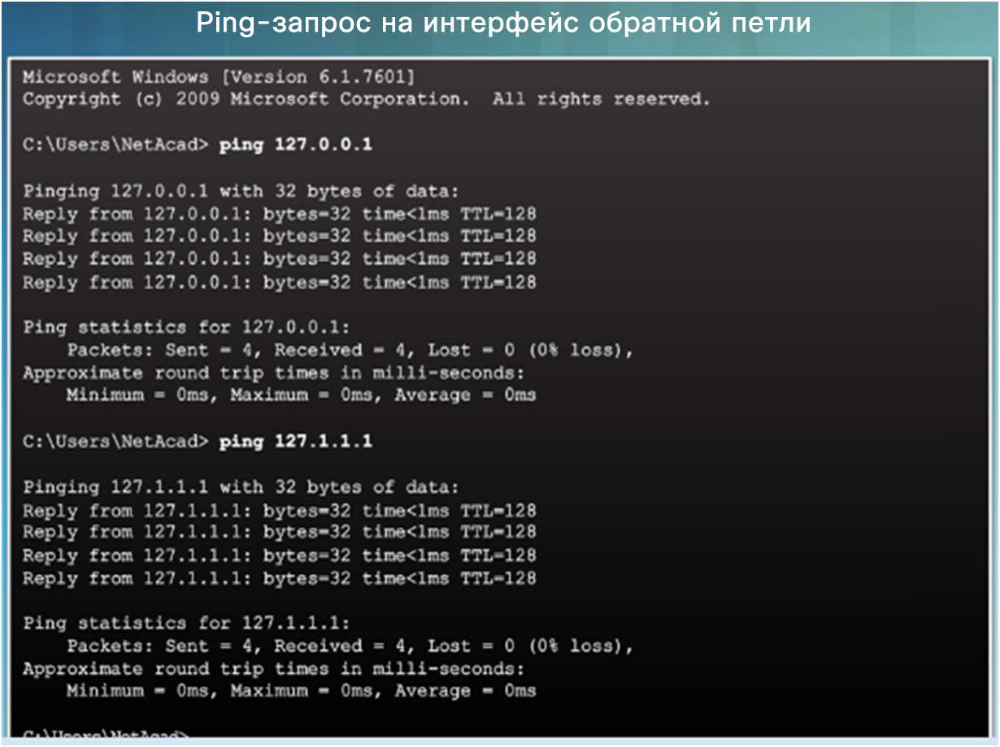 Ping-запрос на интерфейс обратной петли
Microsoft Windows [Version 6.1.7601]
Copyright (c) 2009 Microsoft Corporation.  All rights reserved.
C:\Users\NetAcad> ping 127.0.0.1
Pinging 127.0.0.1 with 32 bytes of data:
Reply from 127.0.0.1: bytes=32 time<1ms TTL=128
Reply from 127.0.0.1: bytes=32 time<1ms TTL=128
Reply from 127.0.0.1: bytes=32 time<1ms TTL=128
Reply from 127.0.0.1: bytes=32 time<1ms TTL=128
Ping statistics for 127.0.0.1:
    Packets: Sent = 4, Received = 4, Lost = 0 (0% loss),
Approximate round trip times in milli-seconds:
    Minimum = 0ms, Maximum = 0ms, Average = 0ms
C:\Users\NetAcad> ping 127.1.1.1
Pinging 127.1.1.1 with 32 bytes of data:
Reply from 127.1.1.1: bytes=32 time<1ms TTL=128
Reply from 127.1.1.1: bytes=32 time<1ms TTL=128
Reply from 127.1.1.1: bytes=32 time<1ms TTL=128
Reply from 127.1.1.1: bytes=32 time<1ms TTL=128
Ping statistics for 127.1.1.1:
    Packets: Sent = 4, Received = 4, Lost = 0 (0% loss),
Approximate round trip times in milli-seconds:
    Minimum = 0ms, Maximum = 0ms, Average = 0ms
C:\Users\NetAcad>